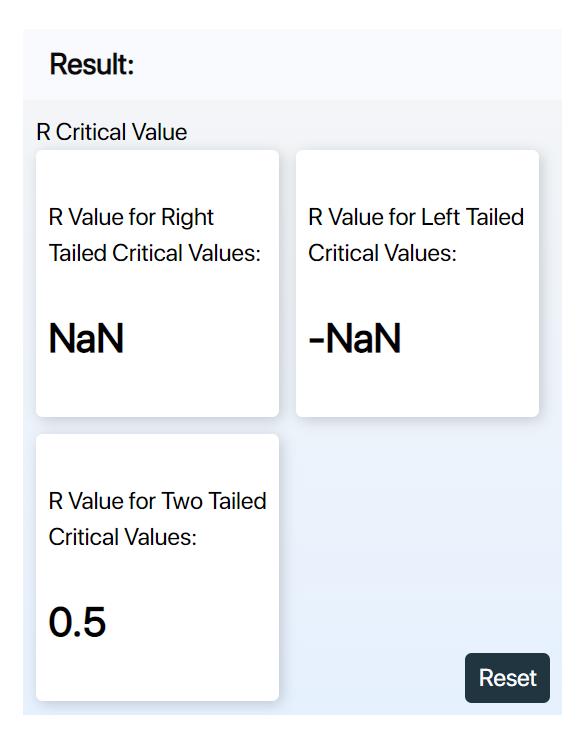 Result:
R Critical Value
R Value for Right
Tailed Critical Values:
NaN
R Value for Left Tailed
Critical Values:
-NaN
R Value for Two Tailed
Critical Values:
0.5
Reset